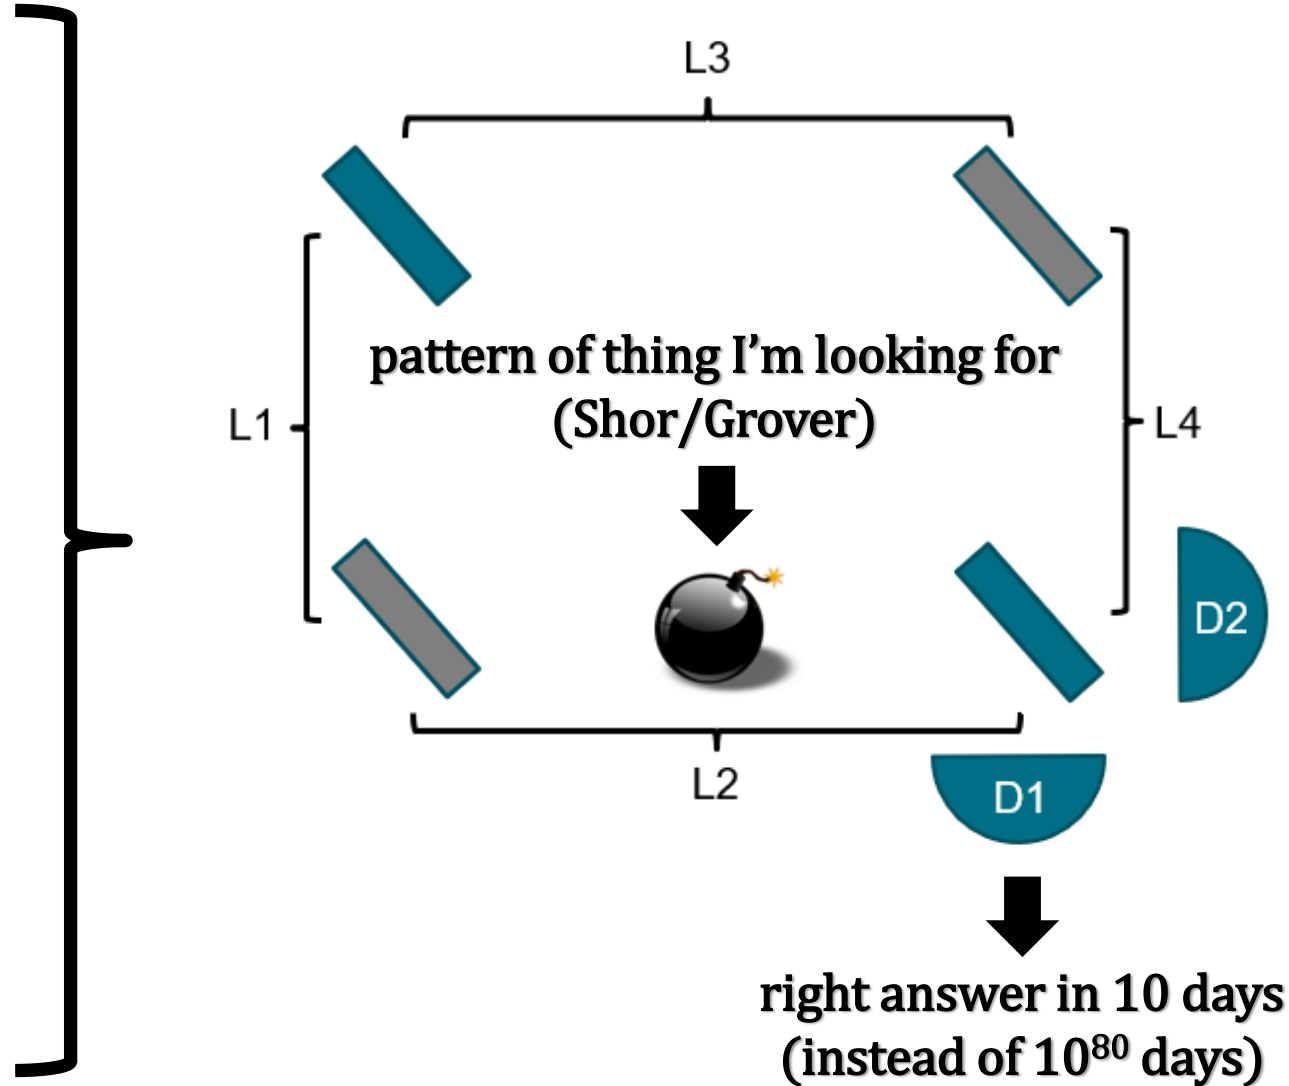 L3
pattern of thing I’m looking for
(Shor/Grover)
L1
L4
D2
L2
D1
right answer in 10 days
(instead of 10⁸⁰ days)